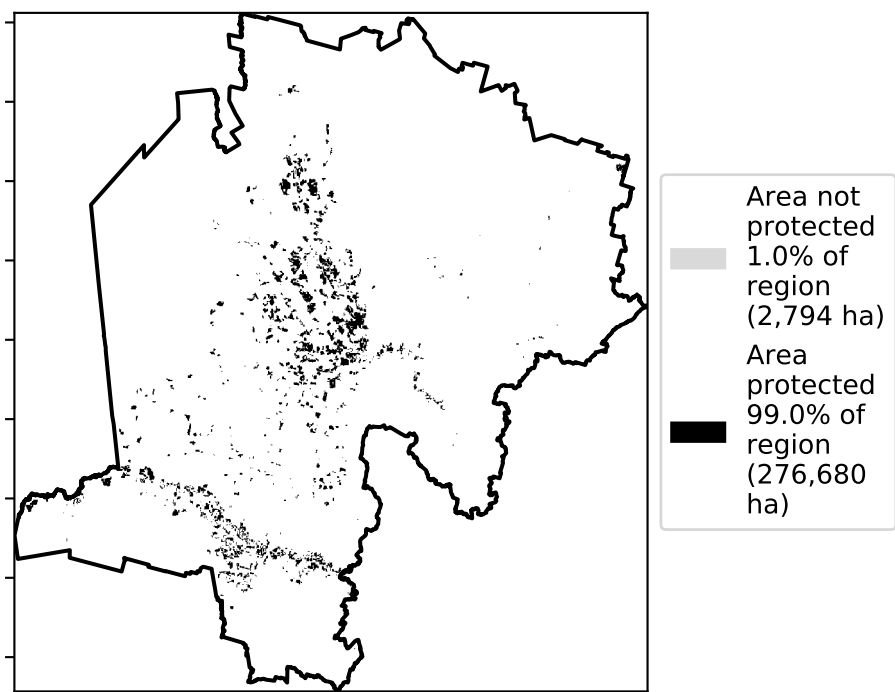 Area not
protected
1.0% of
region
(2,794 ha)
Area
protected
99.0% of
region
(276,680
ha)